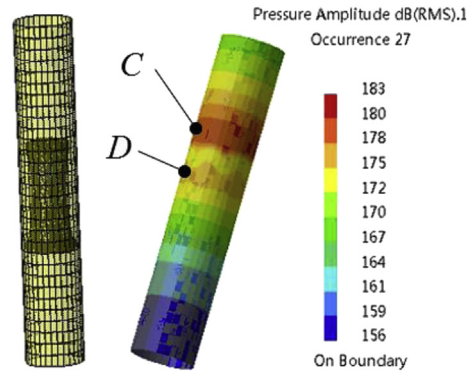 Pressure Amplitude dB(RMS).1
Occurrence 27
C
D
183
180
178
175
172
170
167
164
161
159
156
On Boundary